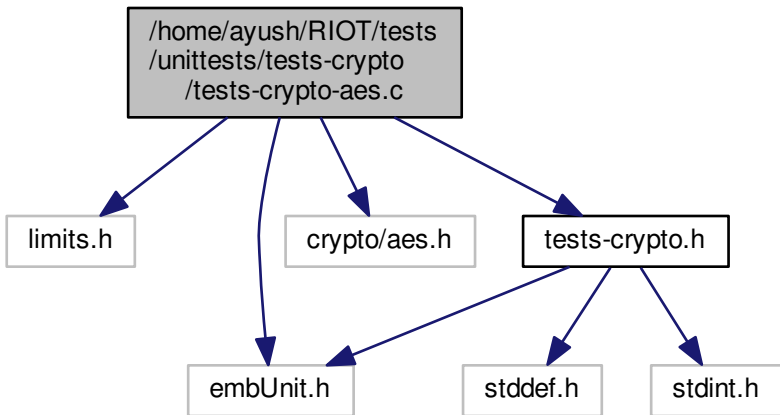 /home/ayush/RIOT/tests
/unittests/tests-crypto
/tests-crypto-aes.c
limits.h
crypto/aes.h
tests-crypto.h
embUnit.h
stddef.h
stdint.h